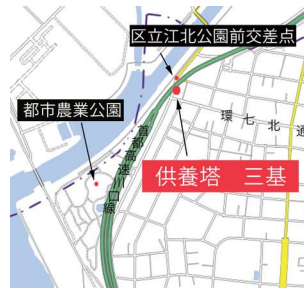 区立江北公園前交差点
都市農業公園
環七北通
首都高速川口線
供養塔　三基